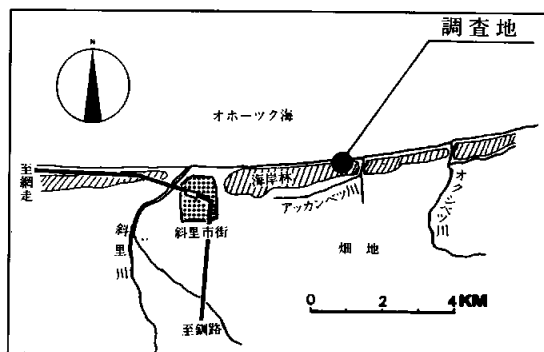 調査地
N
オホーツク海
至網走
海岸林
アッカンベツ川
オクシベツ川
斜里川
斜里市街
畑地
至釧路
0 2 4 KM